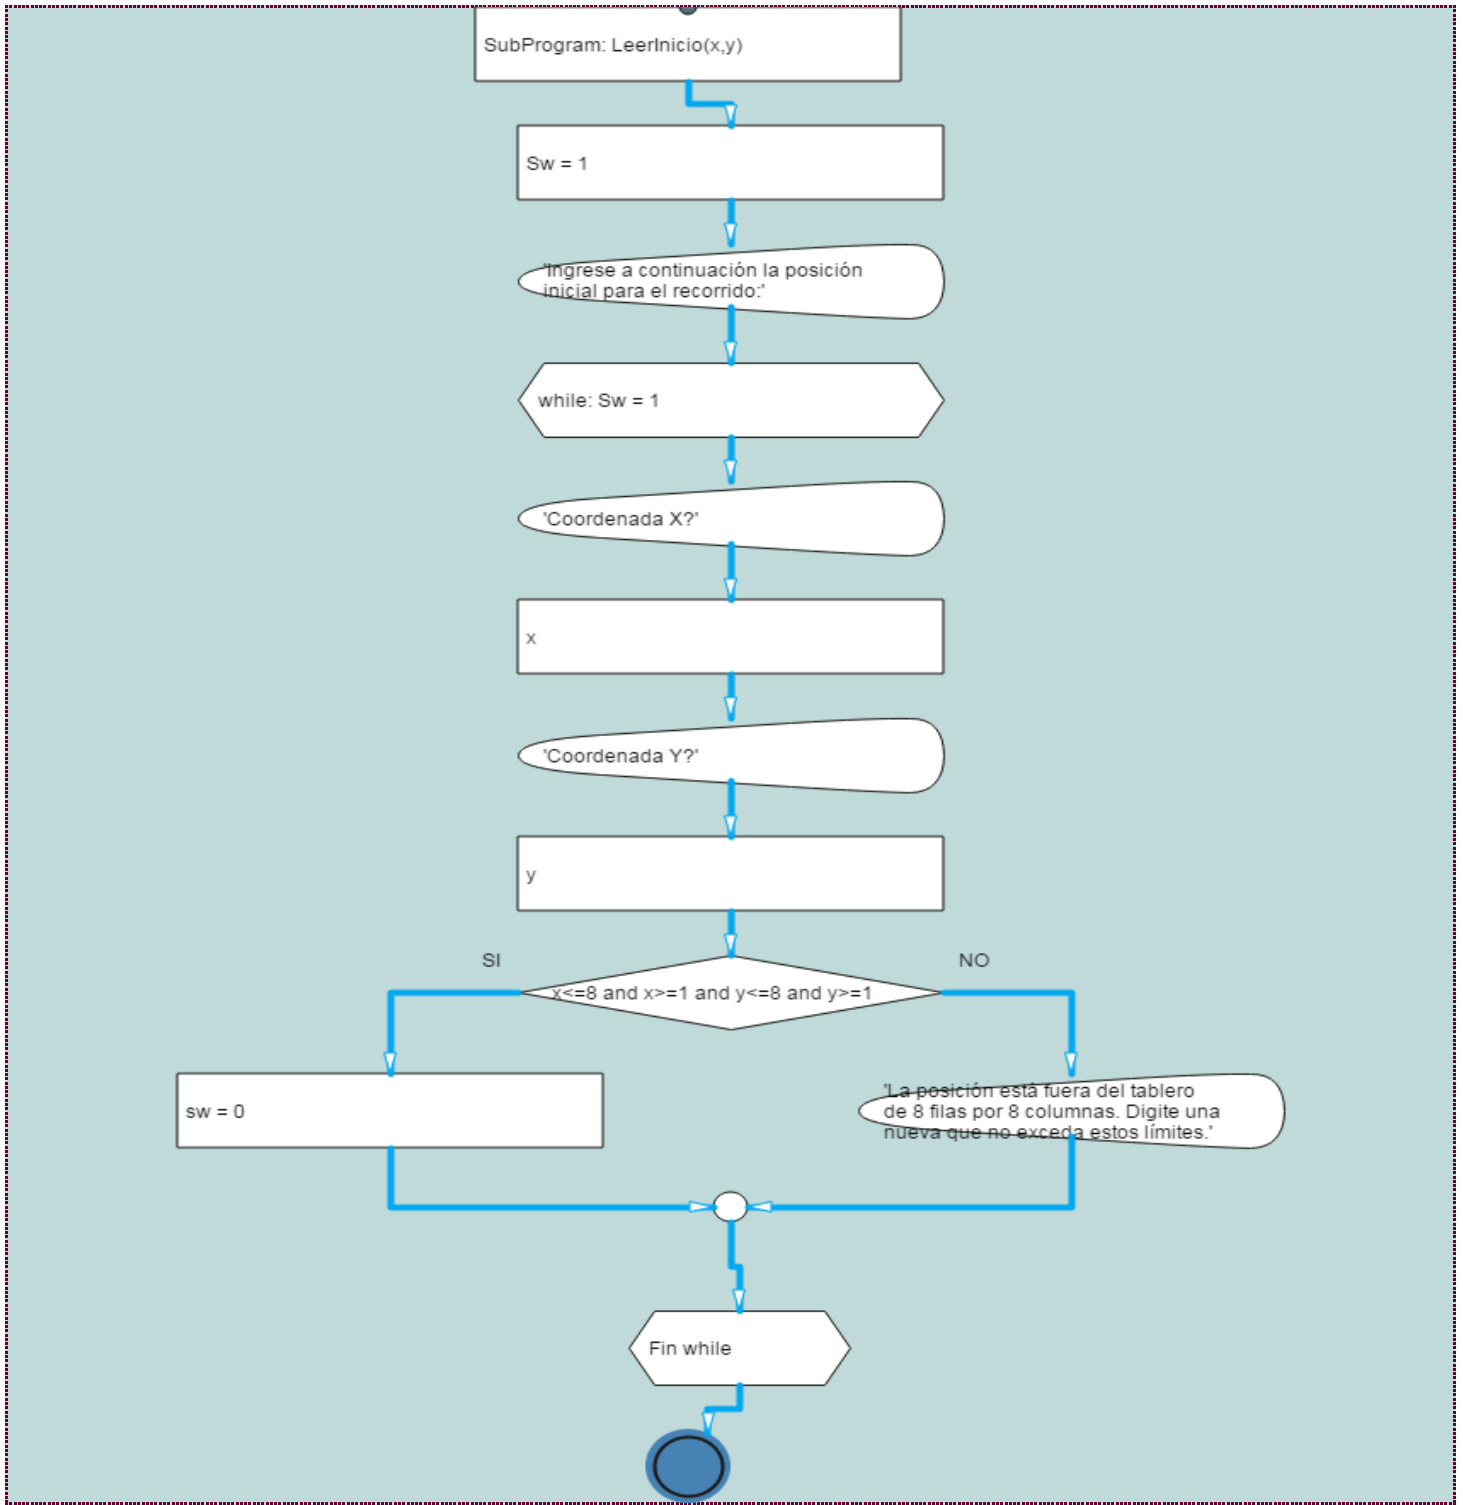 SubProgram: LeerInicio(x,y)
Sw = 1
'Ingrese a continuación la posición
inicial para el recorrido:'
while: Sw = 1
'Coordenada X?'
x
'Coordenada Y?'
y
SI
NO
x<=8 and x>=1 and y<=8 and y>=1
sw = 0
'La posición está fuera del tablero
de 8 filas por 8 columnas. Digite una
nueva que no exceda estos límites.'
Fin while